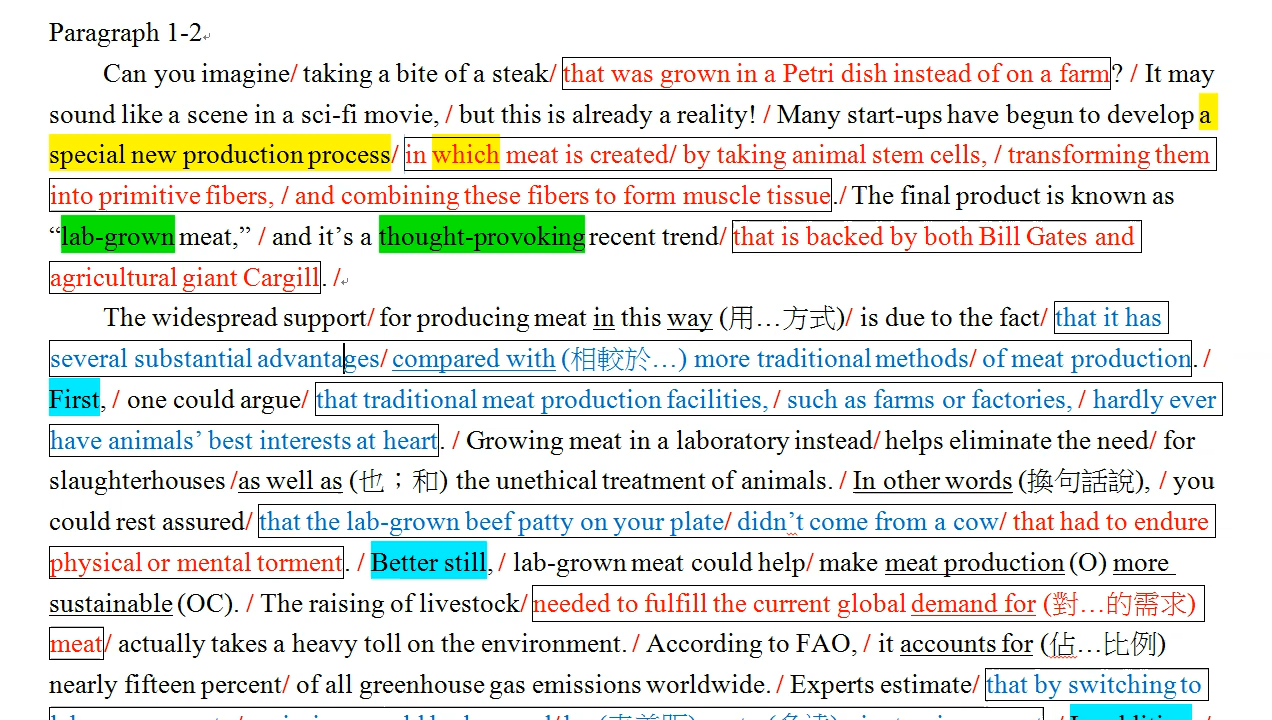 Paragraph 1-2
Can you imagine/ taking a bite of a steak/ that was grown in a Petri dish instead of on a farm? / It may
sound like a scene in a sci-fi movie, / but this is already a reality! / Many start-ups have begun to develop a
special new production process/ in which meat is created/ by taking animal stem cells, / transforming them
into primitive fibers, / and combining these fibers to form muscle tissue./ The final product is known as
“lab-grown meat,” / and it’s a thought-provoking recent trend/ that is backed by both Bill Gates and
agricultural giant Cargill. /
The widespread support/ for producing meat in this way (用…方式)/ is due to the fact/ that it has
several substantial advantages/ compared with (相較於…) more traditional methods/ of meat production. /
First, / one could argue/ that traditional meat production facilities, / such as farms or factories, / hardly ever
have animals’ best interests at heart. / Growing meat in a laboratory instead/ helps eliminate the need/ for
slaughterhouses /as well as (也；和) the unethical treatment of animals. / In other words (換句話說), / you
could rest assured/ that the lab-grown beef patty on your plate/ didn’t come from a cow/ that had to endure
physical or mental torment. / Better still, / lab-grown meat could help/ make meat production (O) more
sustainable (OC). / The raising of livestock/ needed to fulfill the current global demand for (對…的需求)
meat/ actually takes a heavy toll on the environment. / According to FAO, / it accounts for (佔…比例)
nearly fifteen percent/ of all greenhouse gas emissions worldwide. / Experts estimate/ that by switching to